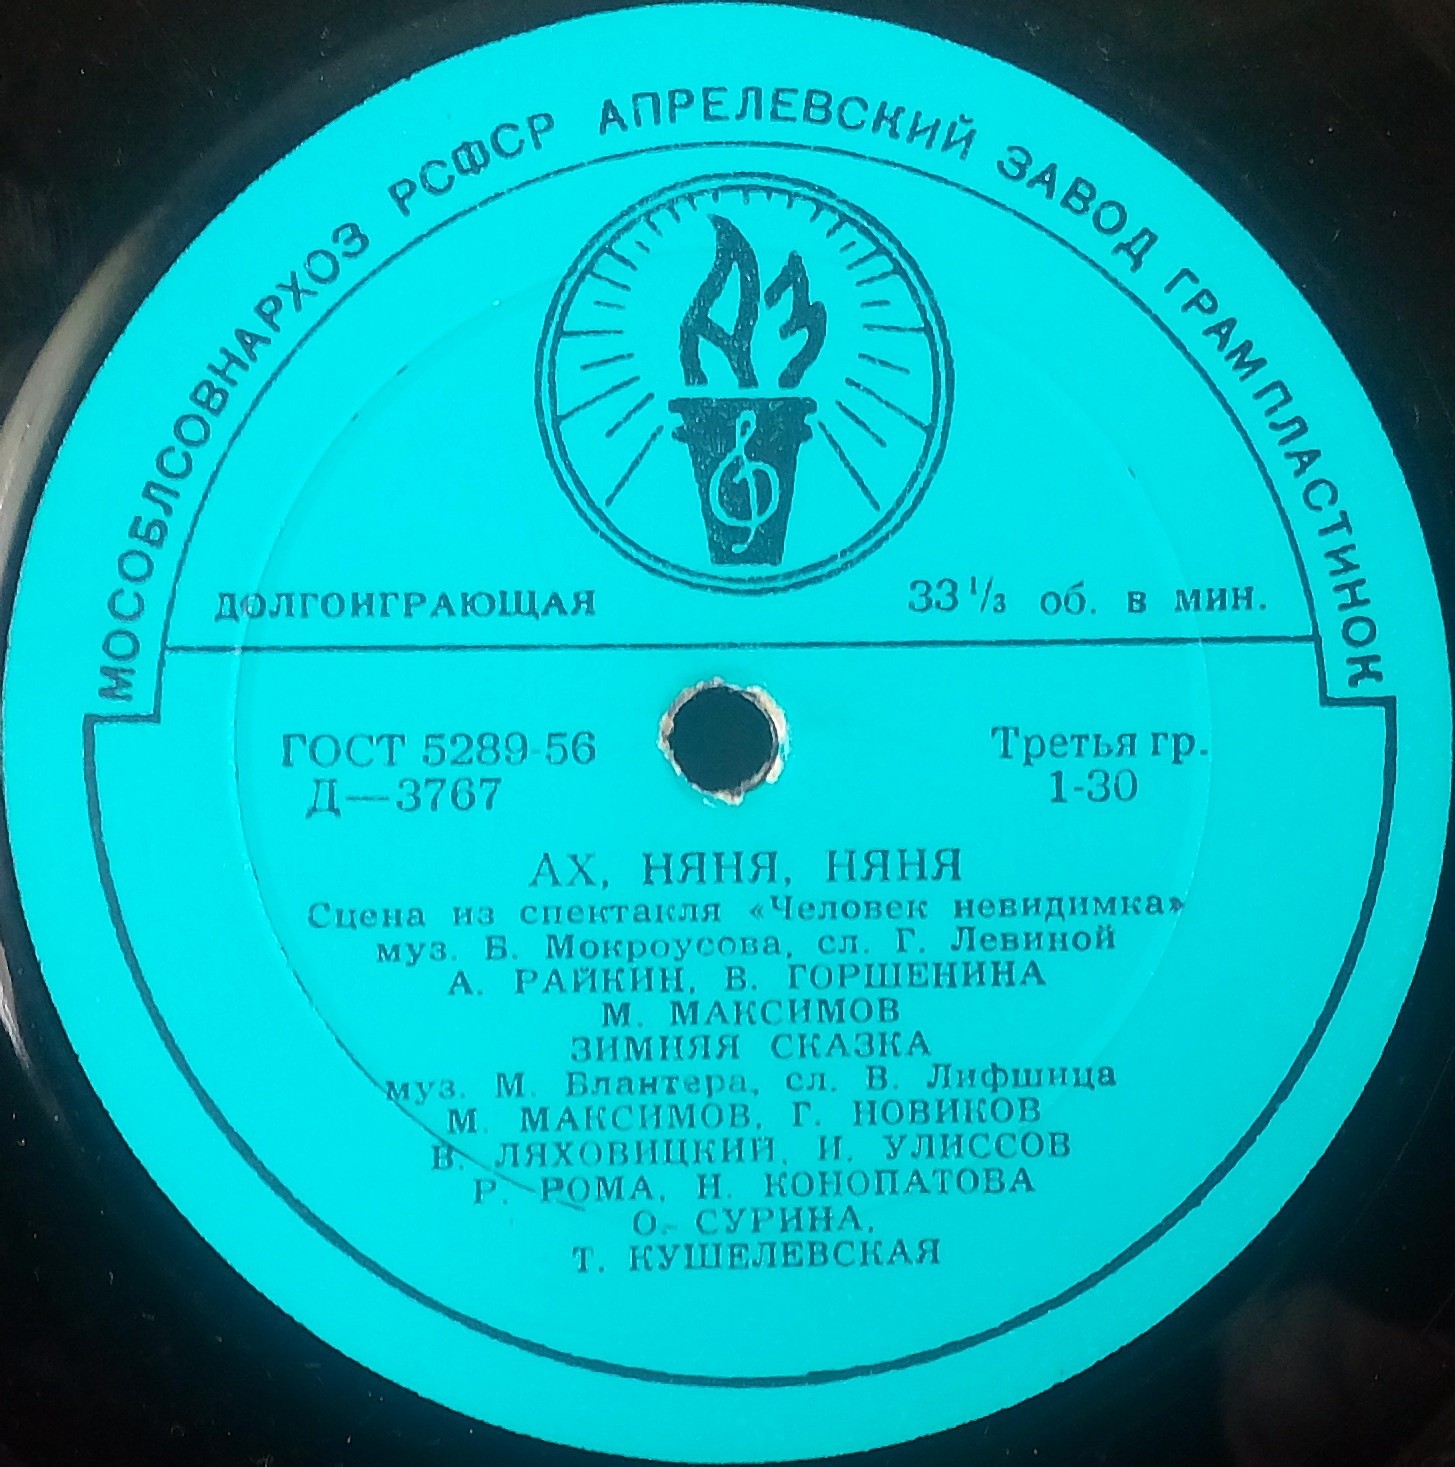 МОСОБЛСОВНАРХОЗ РСФСР АПРЕЛЕВСКИЙ ЗАВОД ГРАМПЛАСТИНОК
АЗ
ДОЛГОИГРАЮЩАЯ 33 1/3 об. в мин.
ГОСТ 5289-56 Третья гр.
Д—3767 1-30
АХ, НЯНЯ, НЯНЯ
Сцена из спектакля «Человек невидимка»
муз. Б. Мокроусова, сл. Г. Левиной
А. РАЙКИН, В. ГОРШЕНИНА
М. МАКСИМОВ
ЗИМНЯЯ СКАЗКА
муз. М. Блантера, сл. В. Лифшица
М. МАКСИМОВ, Г. НОВИКОВ
В. ЛЯХОВИЦКИЙ, И. УЛИССОВ
Р. РОМА, Н. КОНОПАТОВА
О. СУРИНА,
Т. КУШЕЛЕВСКАЯ